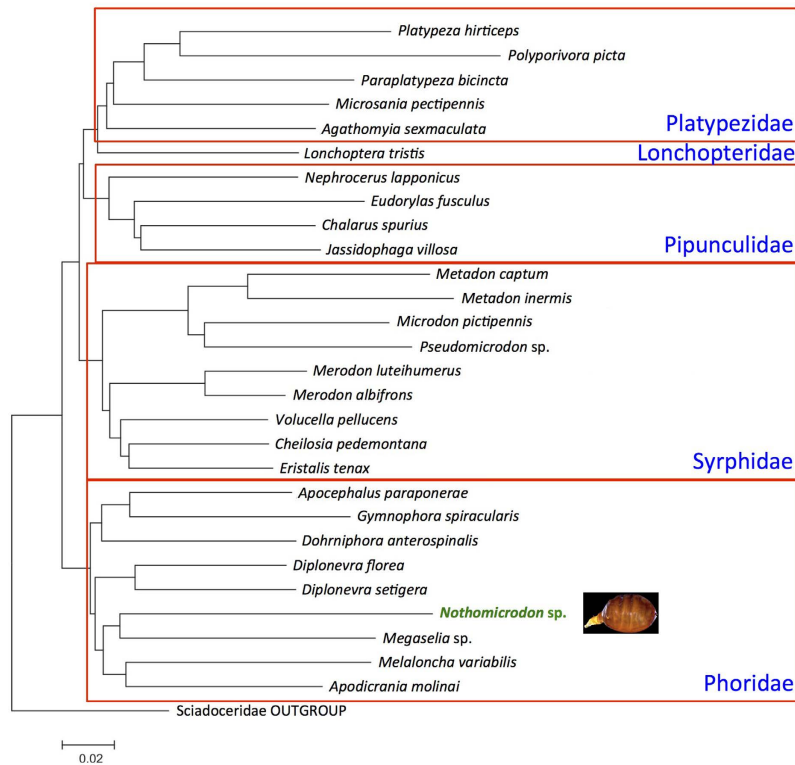 Platypeza hirticeps
Polyporivora picta
Paraplatypeza bicincta
Microsania pectipennis
Agathomyia sexmaculata
Platypezidae
Lonchoptera tristis
Lonchopteridae
Nephrocerus lapponicus
Eudorylas fusculus
Chalarus spurius
Jassidophaga villosa
Pipunculidae
Metadon captum
Metadon inermis
Microdon pictipennis
Pseudomicrodon sp.
Merodon luteihumerus
Merodon albifrons
Volucella pellucens
Cheilosia pedemontana
Eristalis tenax
Syrphidae
Apocephalus paraponerae
Gymnophora spiracularis
Dohrniphora anterospinalis
Diplonevra florea
Diplonevra setigera
Nothomicrodon sp.
Megaselia sp.
Melaloncha variabilis
Apodicrania molinai
Phoridae
Sciadoceridae OUTGROUP
0.02